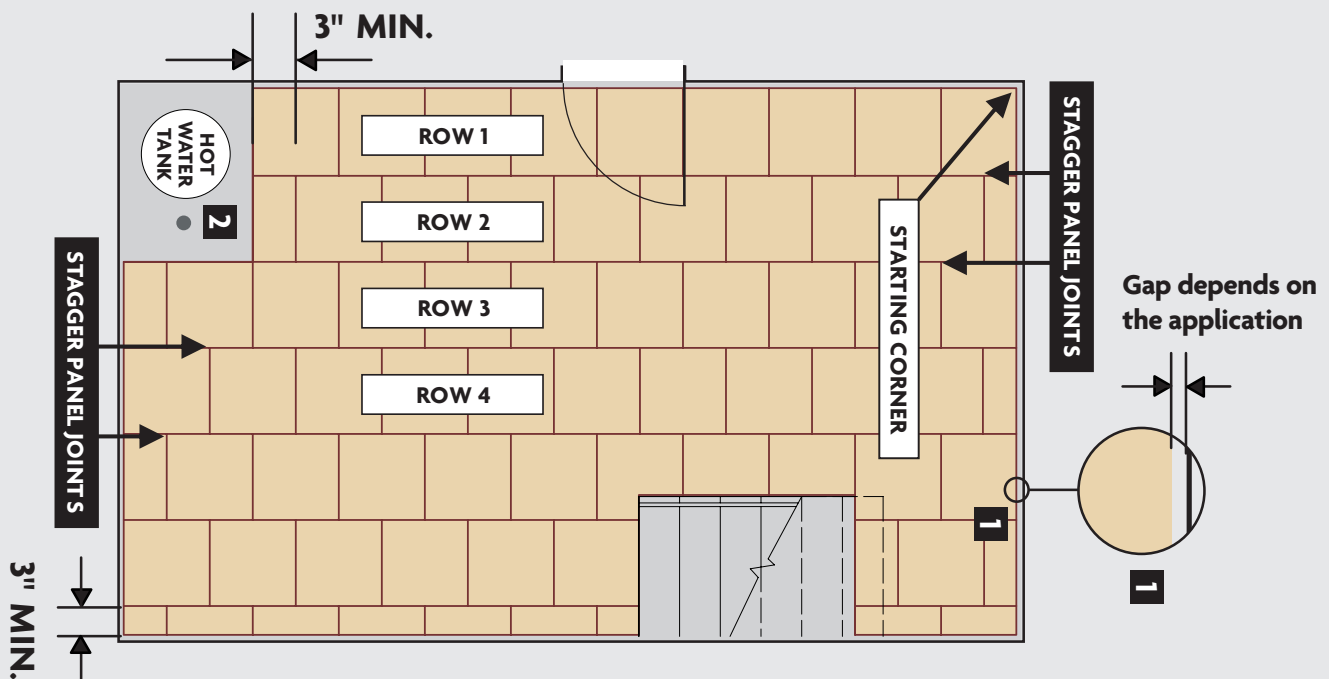 3" MIN.
HOT
WATER
TANK
2
ROW 1
ROW 2
ROW 3
ROW 4
STARTING CORNER
STAGGER PANEL JOINTS
STAGGER PANEL JOINTS
Gap depends on
the application
1
1
3" MIN.